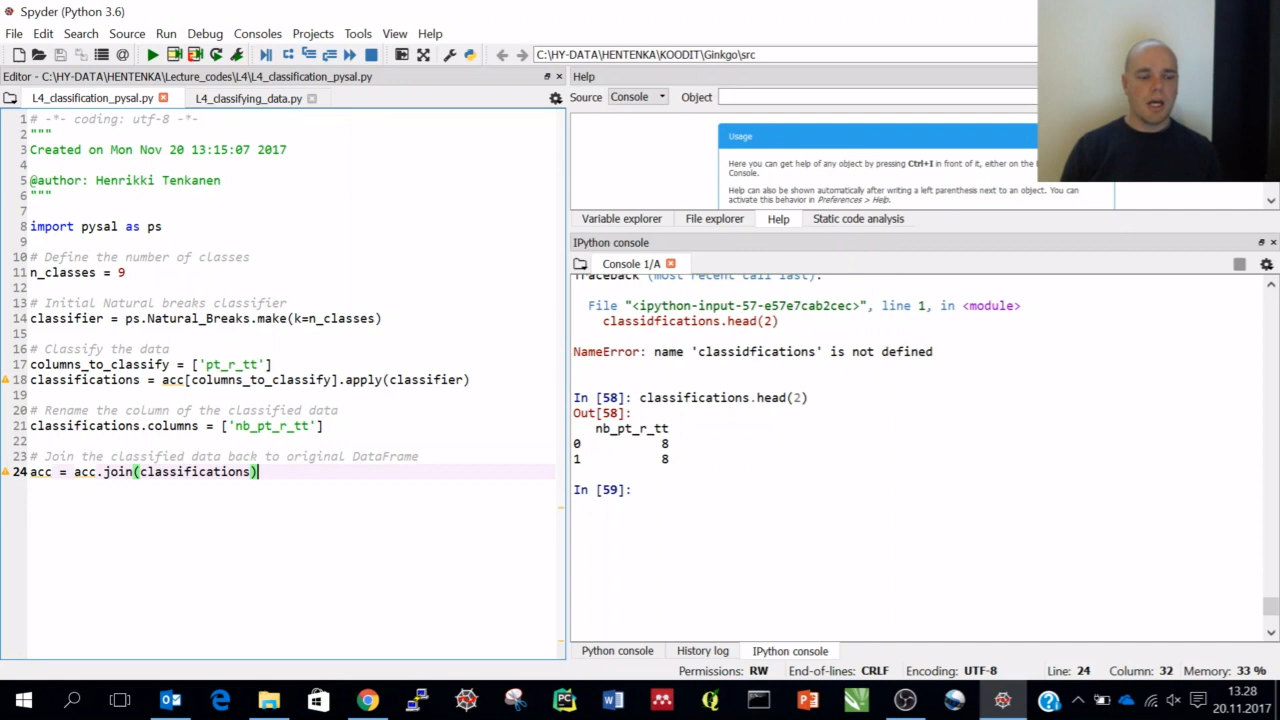 Spyder (Python 3.6)
File Edit Search Source Run Debug Consoles Projects Tools View Help
C:\HY-DATA\HENTENKA\KOODIT\Ginkgo\src
Editor - C:\HY-DATA\HENTENKA\Lecture_codes\L4\L4_classification_pysal.py
L4_classification_pysal.py L4_classifying_data.py
1 # -*- coding: utf-8 -*-
2 """
3 Created on Mon Nov 20 13:15:07 2017
4
5 @author: Henrikki Tenkanen
6 """
7
8 import pysal as ps
9
10 # Define the number of classes
11 n_classes = 9
12
13 # Initial Natural breaks classifier
14 classifier = ps.Natural_Breaks.make(k=n_classes)
15
16 # Classify the data
17 columns_to_classify = ['pt_r_tt']
18 classifications = acc[columns_to_classify].apply(classifier)
19
20 # Rename the column of the classified data
21 classifications.columns = ['nb_pt_r_tt']
22
23 # Join the classified data back to original DataFrame
24 acc = acc.join(classifications)
Help
Source Console Object
Usage
Here you can get help of any object by pressing Ctrl+I in front of it, either on the
Console.
Help can also be shown automatically after writing a left parenthesis next to an object. You can
activate this behavior in Preferences > Help.
Variable explorer File explorer Help Static code analysis
IPython console
Console 1/A
Traceback (most recent call last):
File "<ipython-input-57-e57e7cab2cec>", line 1, in <module>
classidfications.head(2)
NameError: name 'classidfications' is not defined
In [58]: classifications.head(2)
Out[58]:
nb_pt_r_tt
0 8
1 8
In [59]:
Python console History log IPython console
Permissions: RW End-of-lines: CRLF Encoding: UTF-8 Line: 24 Column: 32 Memory: 33 %
13.28
20.11.2017